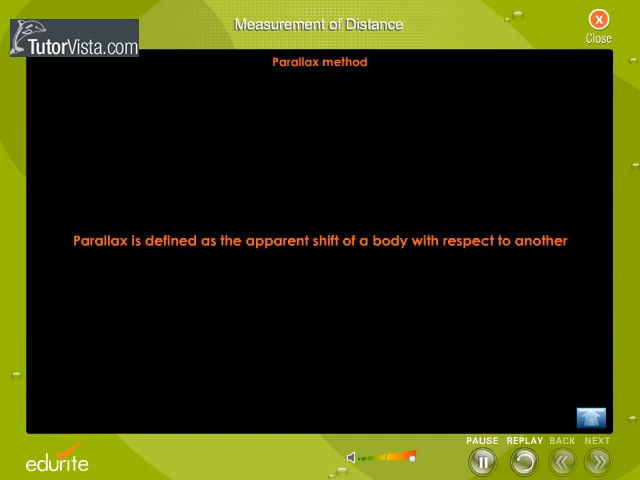 Measurement of Distance
X
Close
TutorVista.com
Parallax method
Parallax is defined as the apparent shift of a body with respect to another
PAUSE REPLAY BACK NEXT
edurite